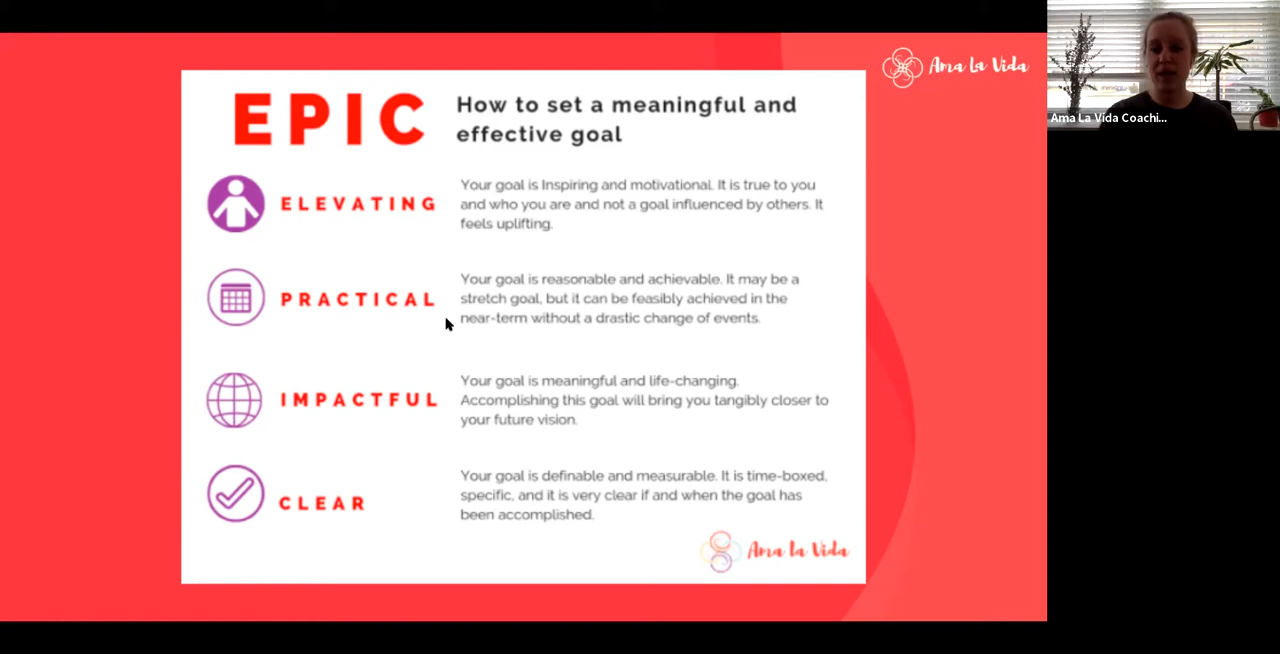 Ama La Vida
EPIC
How to set a meaningful and
effective goal
ELEVATING
Your goal is Inspiring and motivational. It is true to you
and who you are and not a goal influenced by others. It
feels uplifting.
PRACTICAL
Your goal is reasonable and achievable. It may be a
stretch goal, but it can be feasibly achieved in the
near-term without a drastic change of events.
IMPACTFUL
Your goal is meaningful and life-changing.
Accomplishing this goal will bring you tangibly closer to
your future vision.
CLEAR
Your goal is definable and measurable. It is time-boxed,
specific, and it is very clear if and when the goal has
been accomplished.
Ama la Vida
Ama La Vida Coachi...